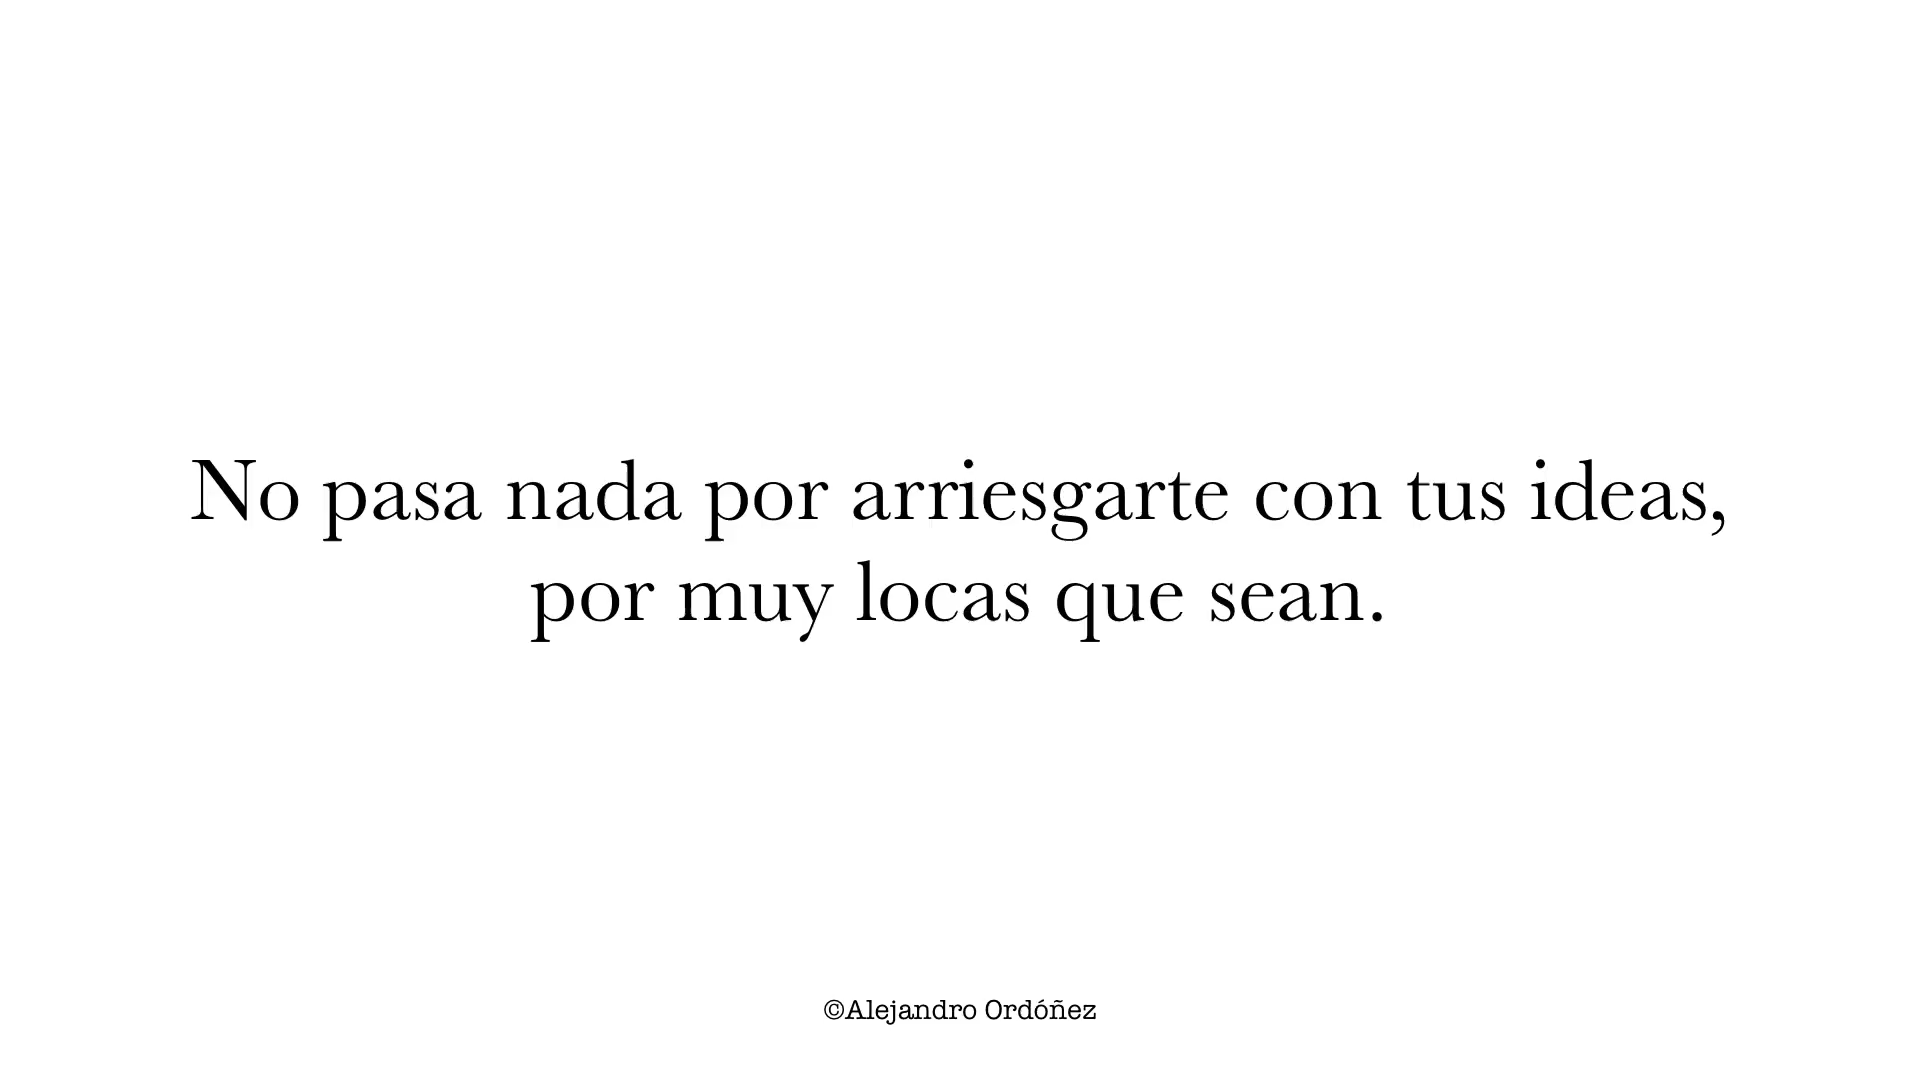 No pasa nada por arriesgarte con tus ideas,
por muy locas que sean.
©Alejandro Ordóñez